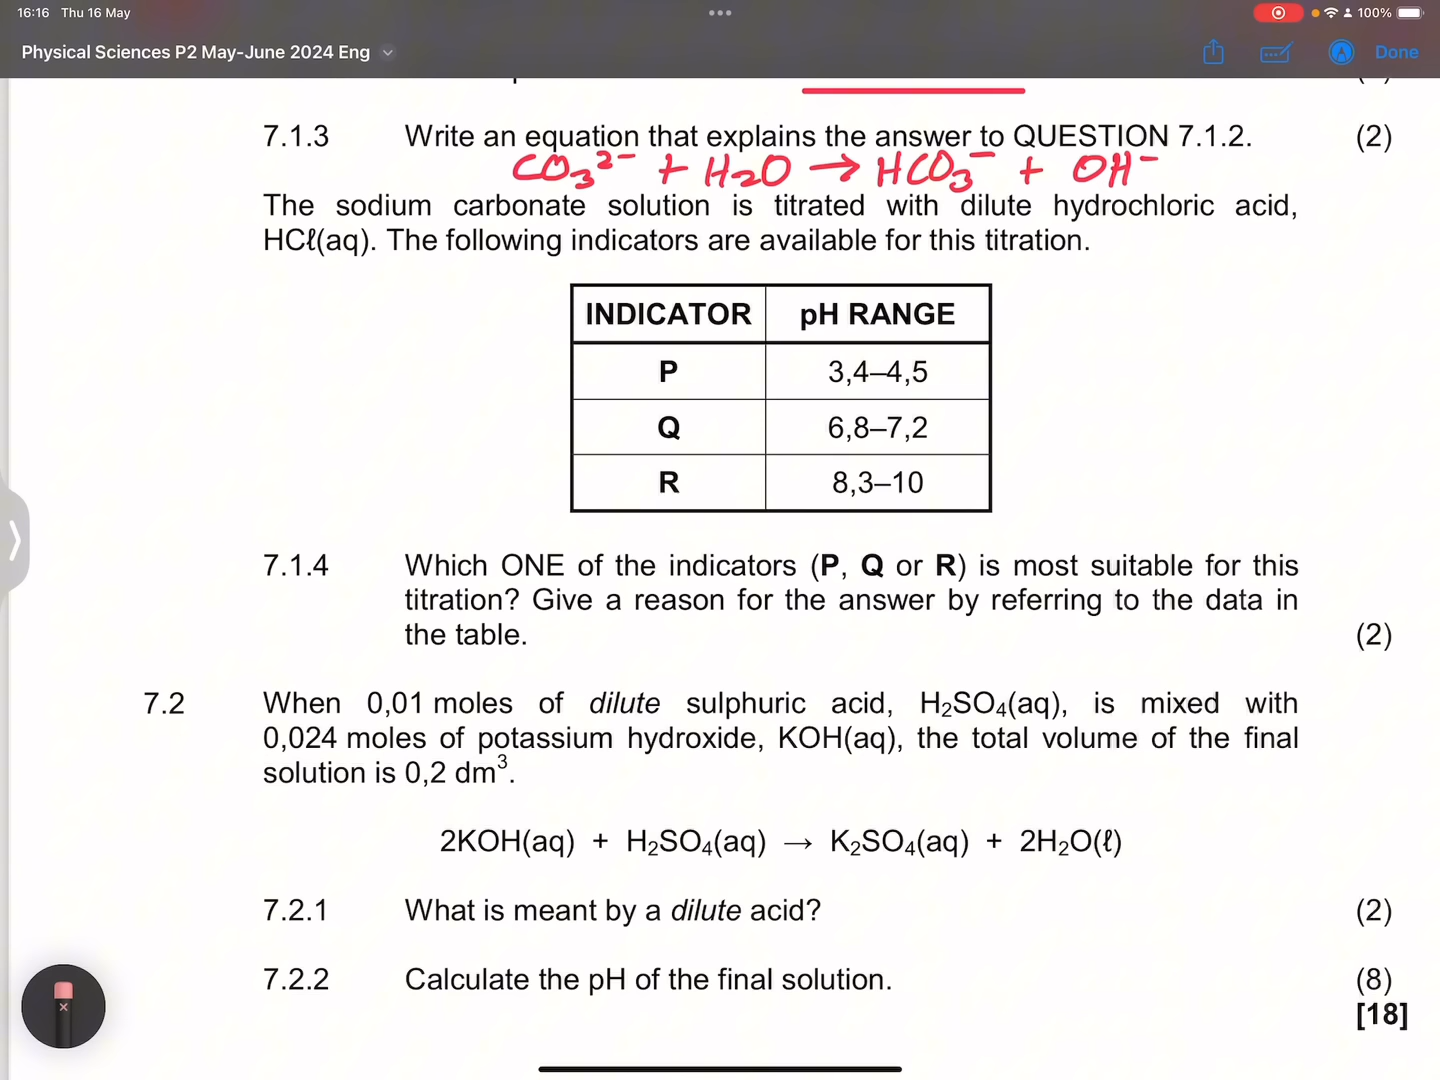 16:16 Thu 16 May
100%
Physical Sciences P2 May-June 2024 Eng
Done
7.1.3 Write an equation that explains the answer to QUESTION 7.1.2. (2)
CO₃²⁻ + H₂O → HCO₃⁻ + OH⁻
The sodium carbonate solution is titrated with dilute hydrochloric acid,
HCℓ(aq). The following indicators are available for this titration.
INDICATOR pH RANGE
P 3,4–4,5
Q 6,8–7,2
R 8,3–10
7.1.4 Which ONE of the indicators (P, Q or R) is most suitable for this
titration? Give a reason for the answer by referring to the data in
the table. (2)
7.2 When 0,01 moles of dilute sulphuric acid, H₂SO₄(aq), is mixed with
0,024 moles of potassium hydroxide, KOH(aq), the total volume of the final
solution is 0,2 dm³.
2KOH(aq) + H₂SO₄(aq) → K₂SO₄(aq) + 2H₂O(ℓ)
7.2.1 What is meant by a dilute acid? (2)
7.2.2 Calculate the pH of the final solution. (8)
[18]